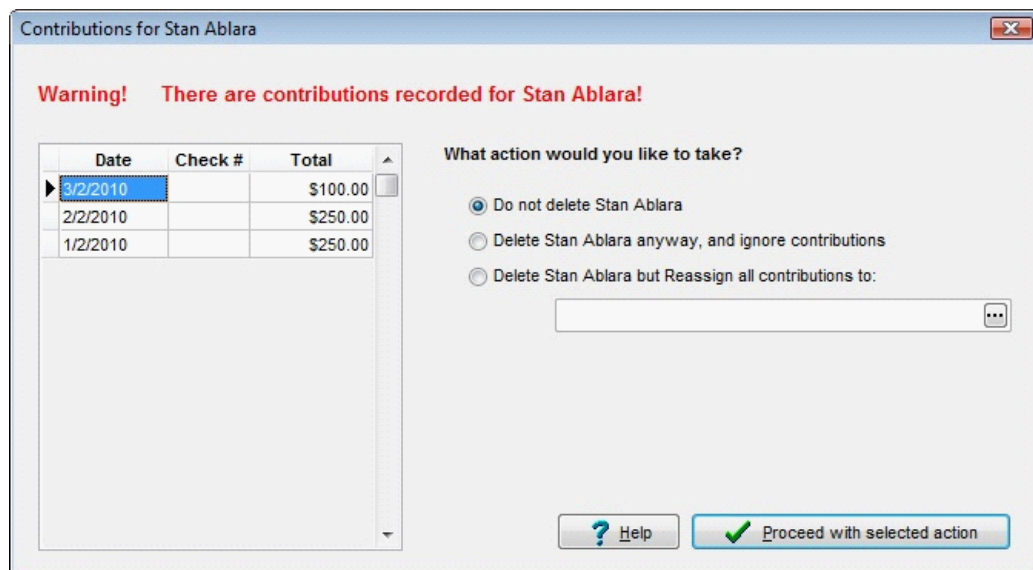 Contributions for Stan Ablara
Warning! There are contributions recorded for Stan Ablara!
Date Check # Total
3/2/2010 $100.00
2/2/2010 $250.00
1/2/2010 $250.00
What action would you like to take?
Do not delete Stan Ablara
Delete Stan Ablara anyway, and ignore contributions
Delete Stan Ablara but Reassign all contributions to:
...
? Help
Proceed with selected action